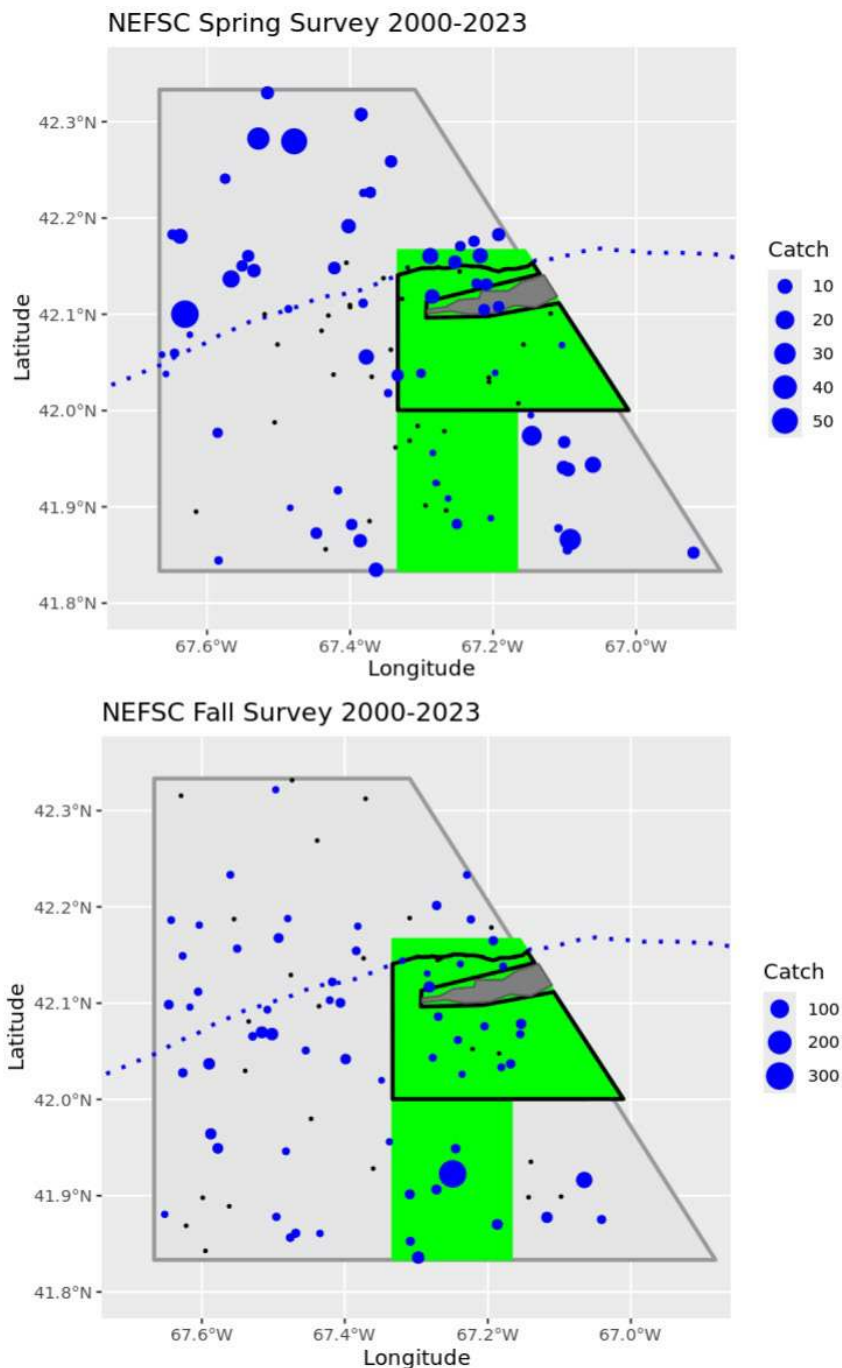 NEFSC Spring Survey 2000-2023
42.3°N
42.2°N
42.1°N
42.0°N
41.9°N
41.8°N
Latitude
67.6°W 67.4°W 67.2°W 67.0°W
Longitude
Catch
10
20
30
40
50
NEFSC Fall Survey 2000-2023
42.3°N
42.2°N
42.1°N
42.0°N
41.9°N
41.8°N
Latitude
67.6°W 67.4°W 67.2°W 67.0°W
Longitude
Catch
100
200
300